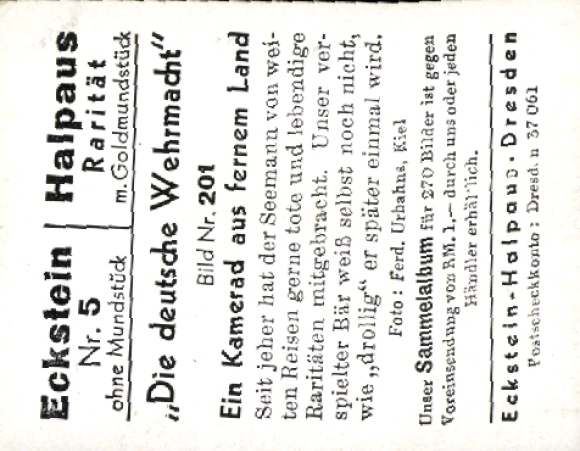 Eckstein | Halpaus
Nr. 5 | Rarität
ohne Mundstück | m. Goldmundstück
„Die deutsche Wehrmacht“
Bild Nr. 201
Ein Kamerad aus fernem Land
Seit jeher hat der Seemann von wei-
ten Reisen gerne tote und lebendige
Raritäten mitgebracht. Unser ver-
spielter Bär weiß selbst noch nicht,
wie „drollig“ er später einmal wird.
Foto: Ferd. Urbahns, Kiel
Unser Sammelalbum für 270 Bilder ist gegen
Voreinsendung von RM. 1.— durch uns oder jeden
Händler erhältlich.
Eckstein-Halpaus · Dresden
Postscheckkonto: Dresden 37 061